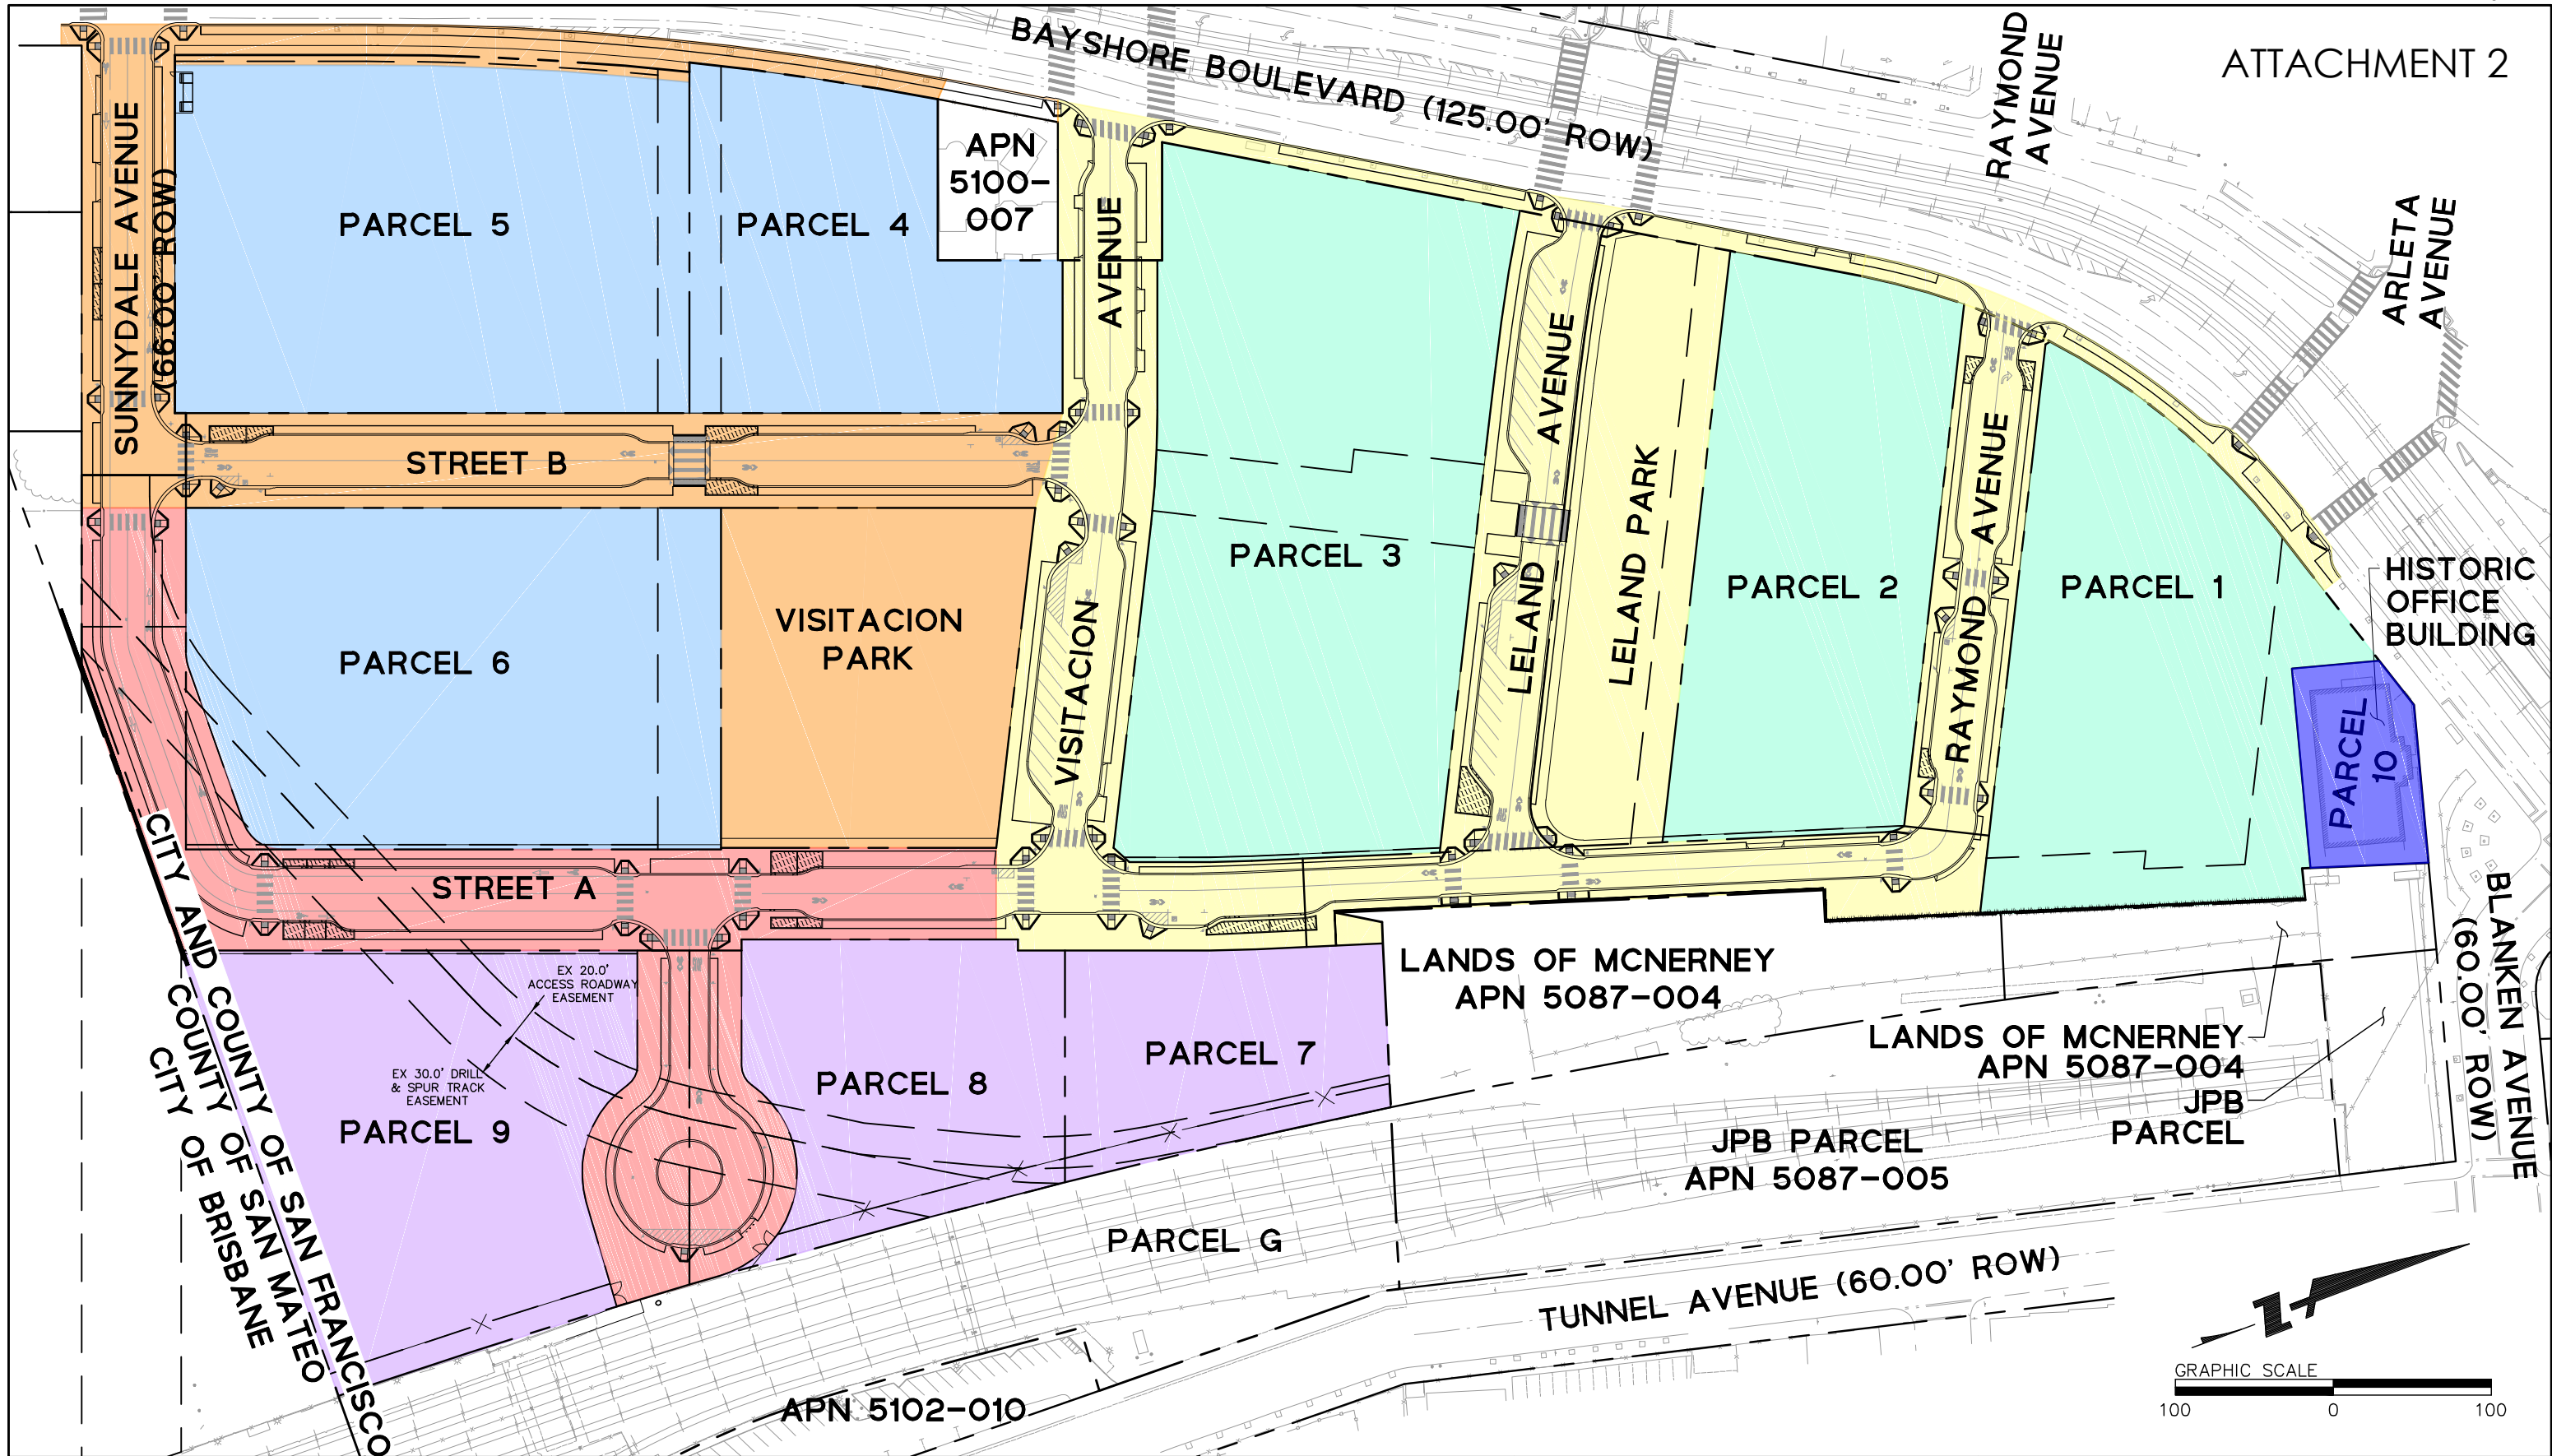 ATTACHMENT 2
BAYSHORE BOULEVARD (125.00' ROW)
RAYMOND
AVENUE
ARLETA
AVENUE
SUNNYDALE AVENUE
(66.00' ROW)
PARCEL 5
PARCEL 4
APN
5100-
007
AVENUE
VISITACION
STREET B
PARCEL 6
VISITACION
PARK
PARCEL 3
AVENUE
LELAND
LELAND PARK
PARCEL 2
AVENUE
RAYMOND
PARCEL 1
HISTORIC
OFFICE
BUILDING
PARCEL
10
STREET A
CITY AND COUNTY OF SAN FRANCISCO
COUNTY OF SAN MATEO
CITY OF BRISBANE
EX 20.0'
ACCESS ROADWAY
EASEMENT
EX 30.0' DRILL
& SPUR TRACK
EASEMENT
PARCEL 9
PARCEL 8
PARCEL 7
LANDS OF MCNERNEY
APN 5087-004
LANDS OF MCNERNEY
APN 5087-004
JPB
PARCEL
JPB PARCEL
APN 5087-005
BLANKEN AVENUE
(60.00' ROW)
PARCEL G
TUNNEL AVENUE (60.00' ROW)
APN 5102-010
GRAPHIC SCALE
100 0 100